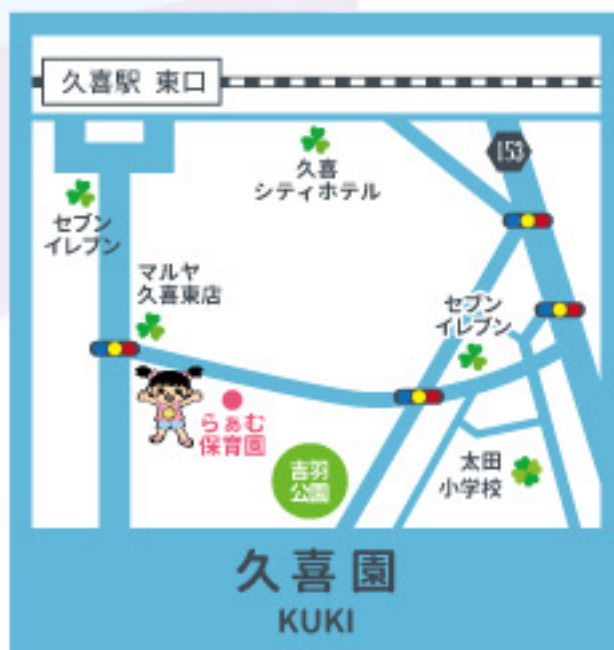 久喜駅 東口
153
久喜
シティホテル
セブン
イレブン
マルヤ
久喜東店
セブン
イレブン
らぁむ
保育園
吉羽
公園
太田
小学校
久喜園
KUKI